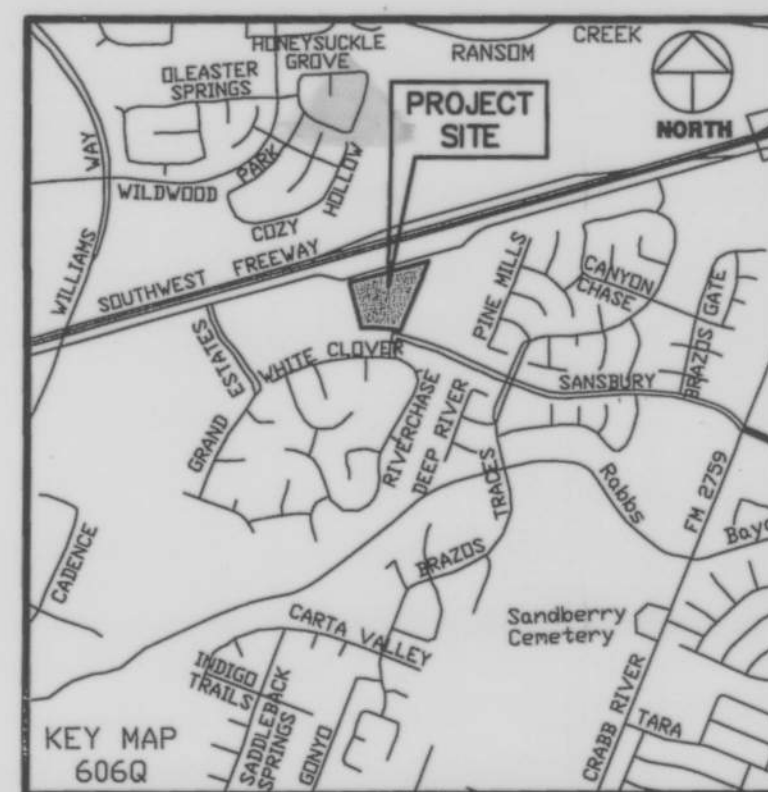 HONEYSUCKLE
GROVE
RANSOM
CREEK
OLEASTER
SPRINGS
PROJECT
SITE
NORTH
WAY
PARK
HOLLOW
WILDWOOD
COZY
WILLIAMS
SOUTHWEST FREEWAY
PINE MILLS
CANYON
CHASE
BRAZOS GATE
ESTATES
WHITE CLOVER
SANSBURY
GRAND
RIVERCHASE
DEEP RIVER
TRACES
Rabbs
FM 2759
CADENCE
BRAZOS
CARTA VALLEY
Sandberry
Cemetery
INDIGO
TRAILS
SADDLEBACK
SPRINGS
GONYO
CRABB RIVER
TARA
KEY MAP
606Q